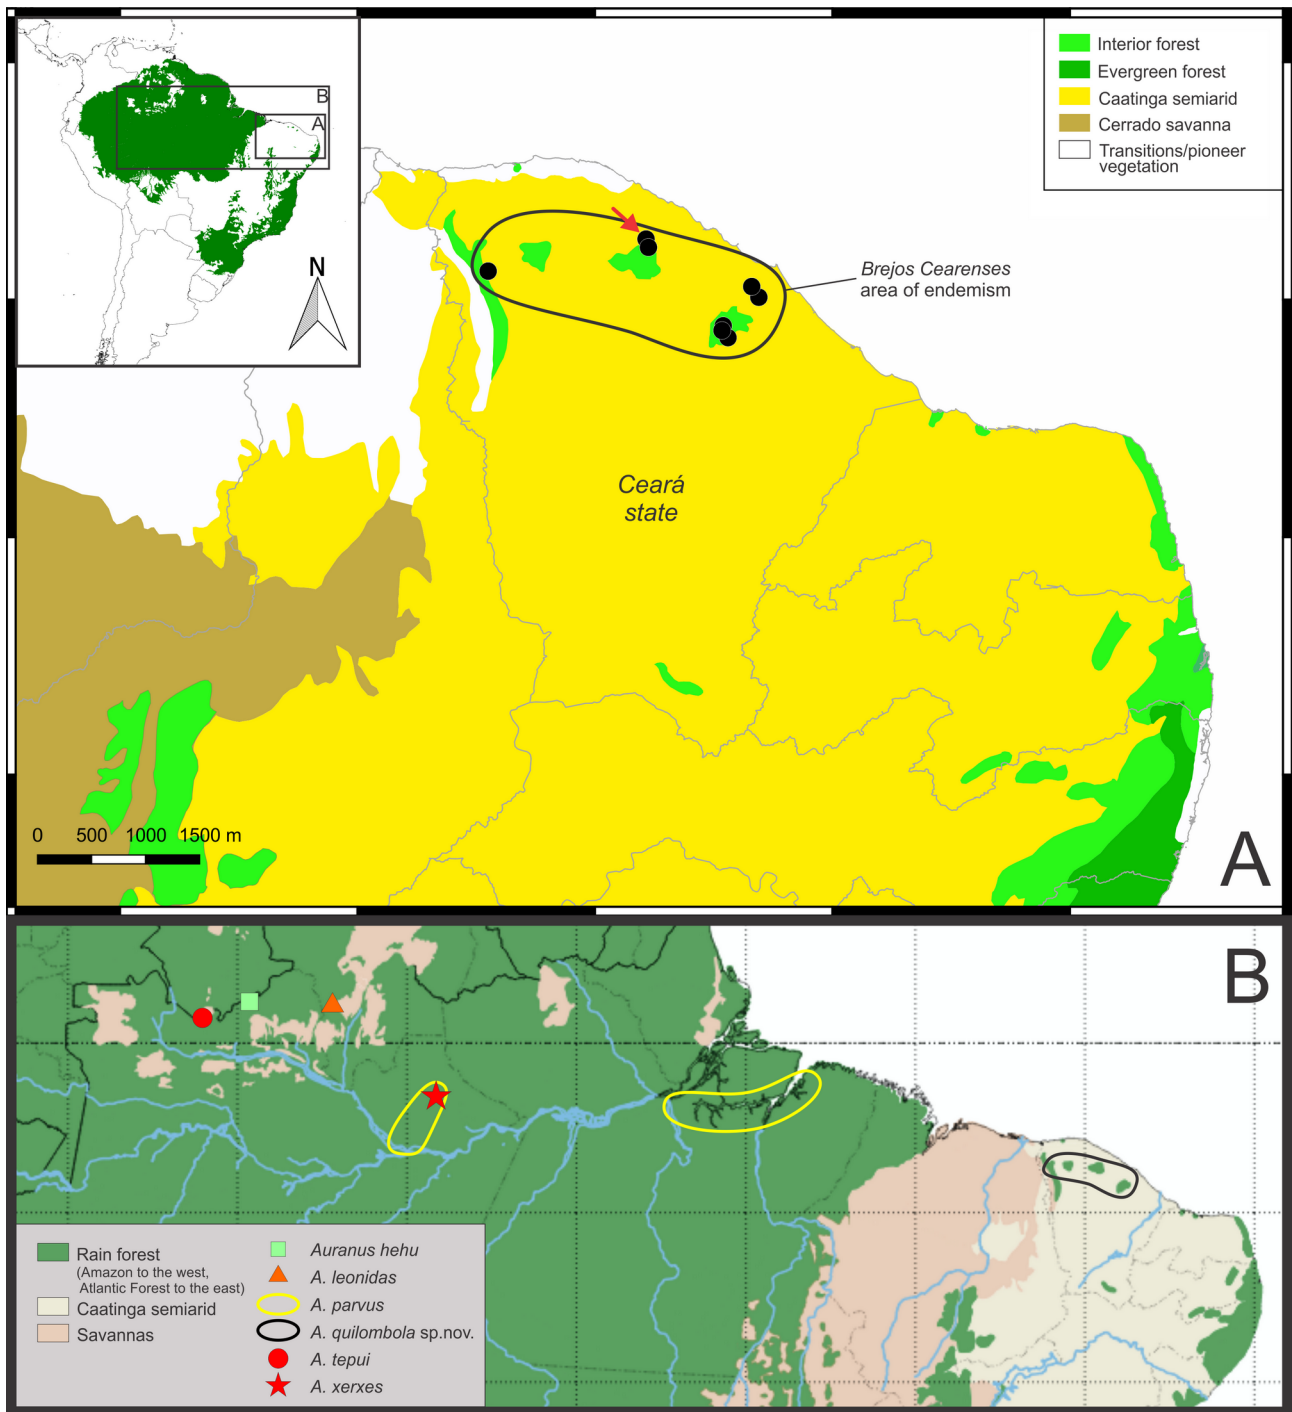 B
A
N
Interior forest
Evergreen forest
Caatinga semiarid
Cerrado savanna
Transitions/pioneer
vegetation
Brejos Cearenses
area of endemism
Ceará
state
0 500 1000 1500 m
A
B
Rain forest
(Amazon to the west,
Atlantic Forest to the east)
Caatinga semiarid
Savannas
Auranus hehu
A. leonidas
A. parvus
A. quilombola sp.nov.
A. tepui
A. xerxes